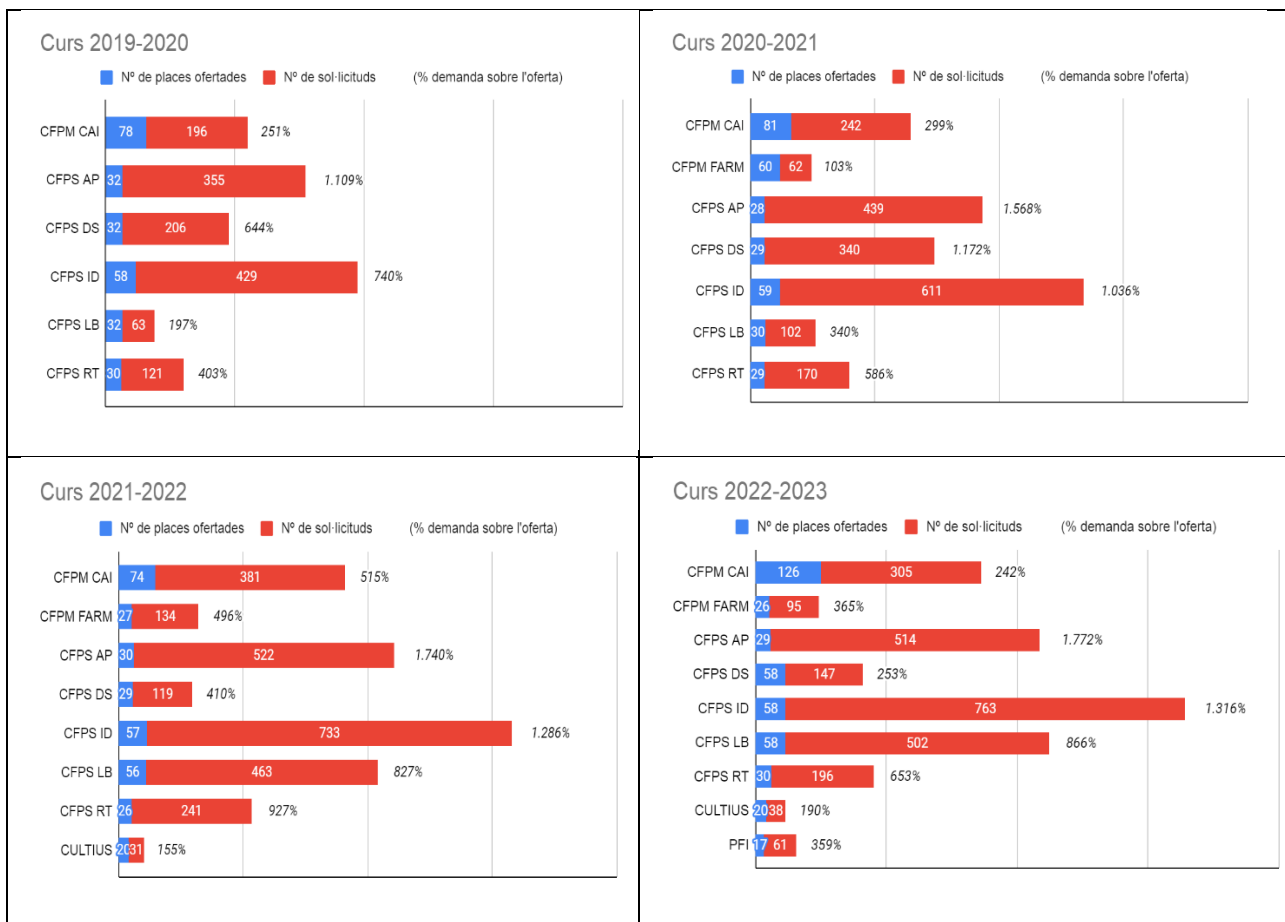 Curs 2019-2020
Nº de places ofertades Nº de sol·licituds (% demanda sobre l'oferta)
CFPM CAI 78 196 251%
CFPS AP 32 355 1.109%
CFPS DS 32 206 644%
CFPS ID 58 429 740%
CFPS LB 32 63 197%
CFPS RT 30 121 403%
Curs 2020-2021
Nº de places ofertades Nº de sol·licituds (% demanda sobre l'oferta)
CFPM CAI 81 242 299%
CFPM FARM 60 62 103%
CFPS AP 28 439 1.568%
CFPS DS 29 340 1.172%
CFPS ID 59 611 1.036%
CFPS LB 30 102 340%
CFPS RT 29 170 586%
Curs 2021-2022
Nº de places ofertades Nº de sol·licituds (% demanda sobre l'oferta)
CFPM CAI 74 381 515%
CFPM FARM 27 134 496%
CFPS AP 30 522 1.740%
CFPS DS 29 119 410%
CFPS ID 57 733 1.286%
CFPS LB 56 463 827%
CFPS RT 26 241 927%
CULTIUS 20 31 155%
Curs 2022-2023
Nº de places ofertades Nº de sol·licituds (% demanda sobre l'oferta)
CFPM CAI 126 305 242%
CFPM FARM 26 95 365%
CFPS AP 29 514 1.772%
CFPS DS 58 147 253%
CFPS ID 58 763 1.316%
CFPS LB 58 502 866%
CFPS RT 30 196 653%
CULTIUS 20 38 190%
PFI 17 61 359%